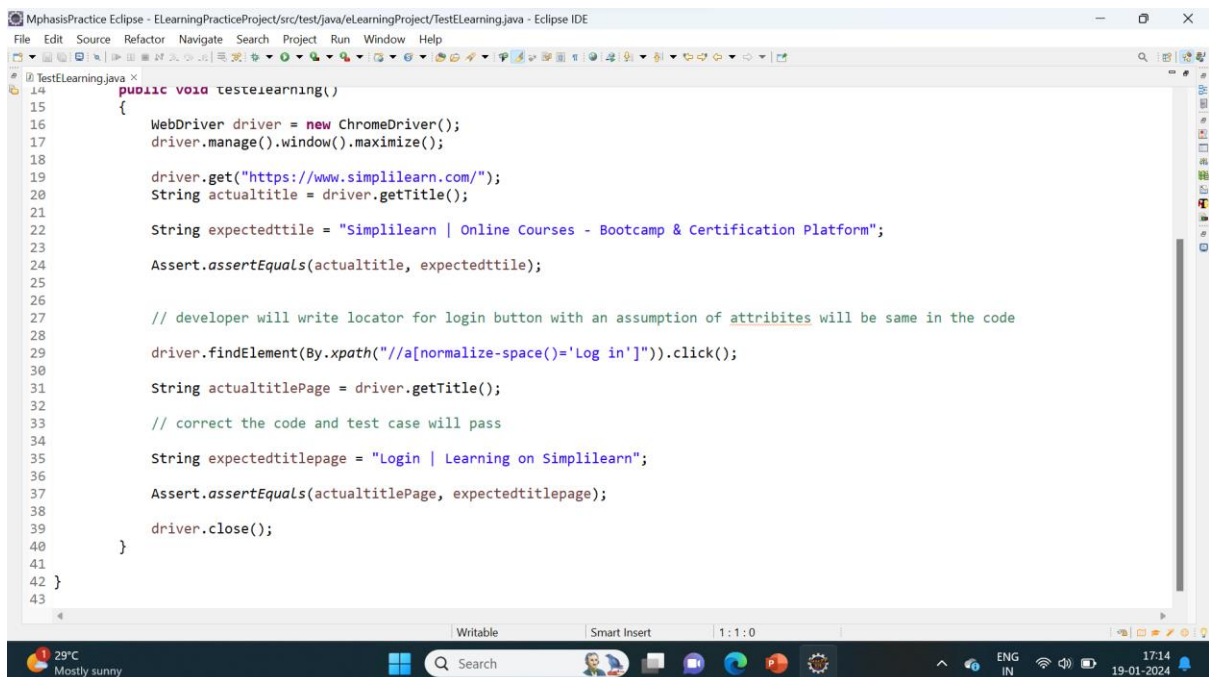 MphasisPractice Eclipse - ELearningPracticeProject/src/test/java/eLearningProject/TestELearning.java - Eclipse IDE
File Edit Source Refactor Navigate Search Project Run Window Help
TestELearning.java
14 public void testelearning()
15 {
16 WebDriver driver = new ChromeDriver();
17 driver.manage().window().maximize();
18
19 driver.get("https://www.simplilearn.com/");
20 String actualtitle = driver.getTitle();
21
22 String expectedttile = "Simplilearn | Online Courses - Bootcamp & Certification Platform";
23
24 Assert.assertEquals(actualtitle, expectedttile);
25
26
27 // developer will write locator for login button with an assumption of attribites will be same in the code
28
29 driver.findElement(By.xpath("//a[normalize-space()='Log in']")).click();
30
31 String actualtitlePage = driver.getTitle();
32
33 // correct the code and test case will pass
34
35 String expectedtitlepage = "Login | Learning on Simplilearn";
36
37 Assert.assertEquals(actualtitlePage, expectedtitlepage);
38
39 driver.close();
40 }
41
42 }
43
Writable Smart Insert 1 : 1 : 0
1 29°C
Mostly sunny
Search
ENG
IN
17:14
19-01-2024